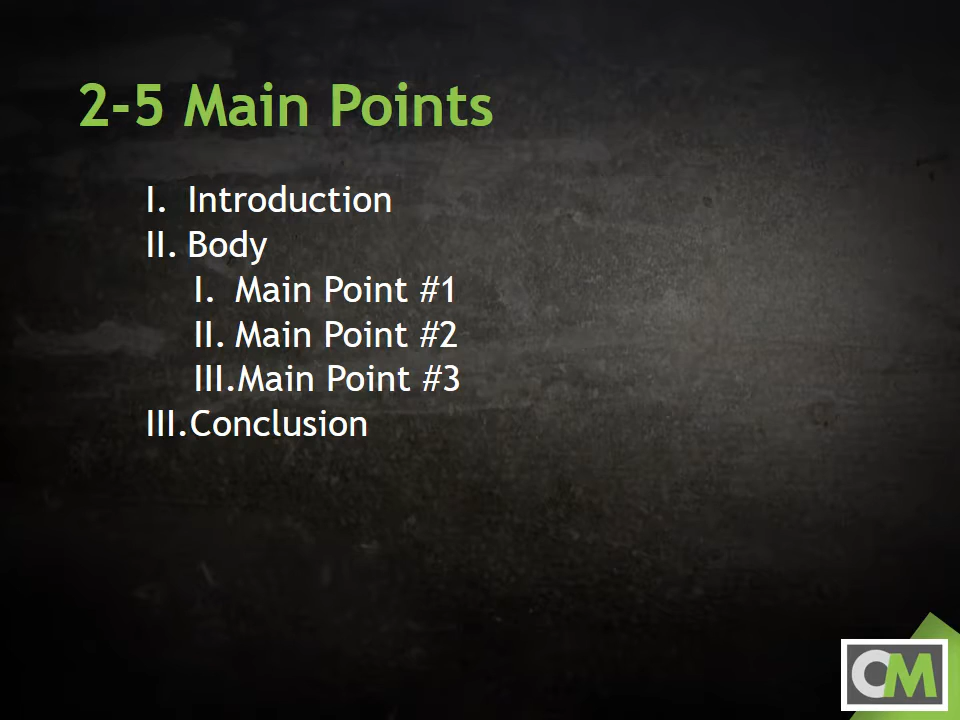 2-5 Main Points
I. Introduction
II. Body
I. Main Point #1
II. Main Point #2
III.Main Point #3
III.Conclusion
CM